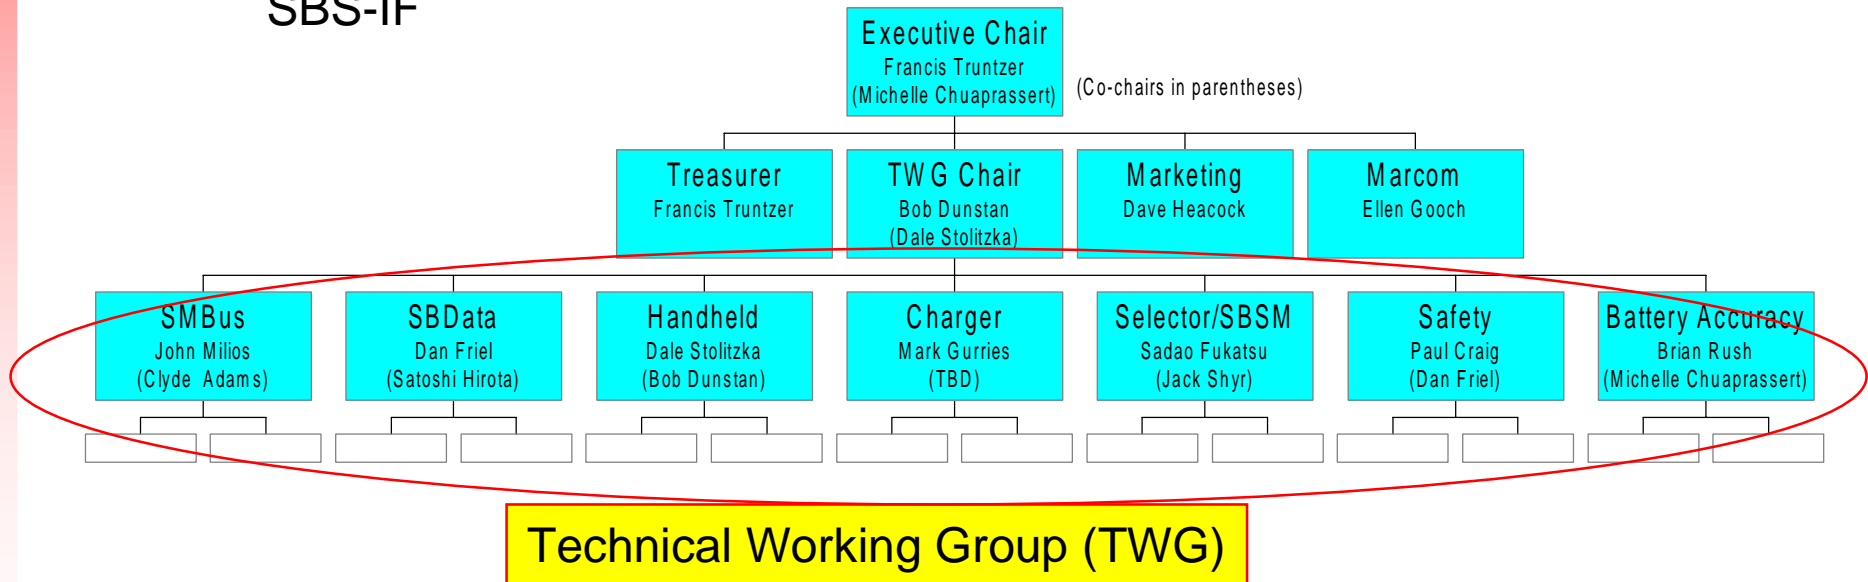 SBS-IF
Executive Chair
Francis Truntzer
(Michelle Chuaprassert)
(Co-chairs in parentheses)
Treasurer
Francis Truntzer
TWG Chair
Bob Dunstan
(Dale Stolitzka)
Marketing
Dave Heacock
Marcom
Ellen Gooch
SMBus
John Milios
(Clyde Adams)
SBData
Dan Friel
(Satoshi Hirota)
Handheld
Dale Stolitzka
(Bob Dunstan)
Charger
Mark Gurries
(TBD)
Selector/SBSM
Sadao Fukatsu
(Jack Shyr)
Safety
Paul Craig
(Dan Friel)
Battery Accuracy
Brian Rush
(Michelle Chuaprassert)
Technical Working Group (TWG)